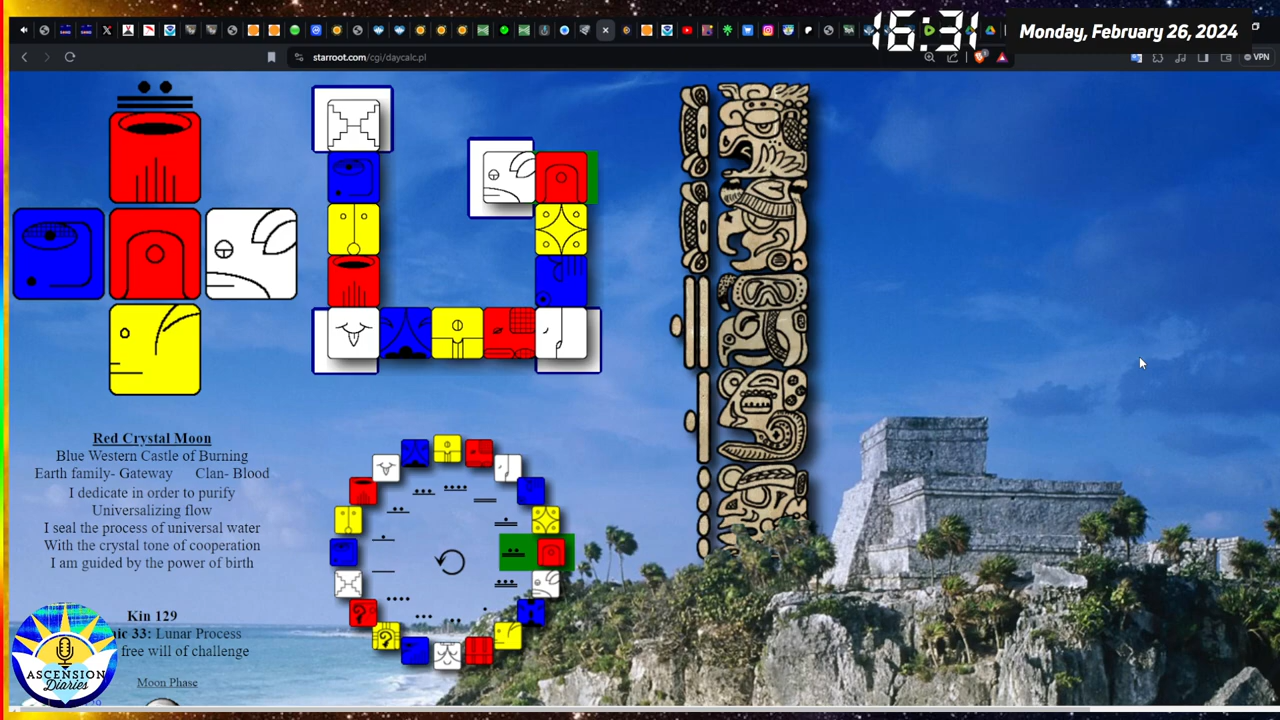 16:31
Monday, February 26, 2024
starroot.com/cgi/daycalc.pl
VPN
Red Crystal Moon
Blue Western Castle of Burning
Earth family- Gateway Clan- Blood
I dedicate in order to purify
Universalizing flow
I seal the process of universal water
With the crystal tone of cooperation
I am guided by the power of birth
Kin 129
33: Lunar Process
free will of challenge
Moon Phase
ASCENSION
Diaries